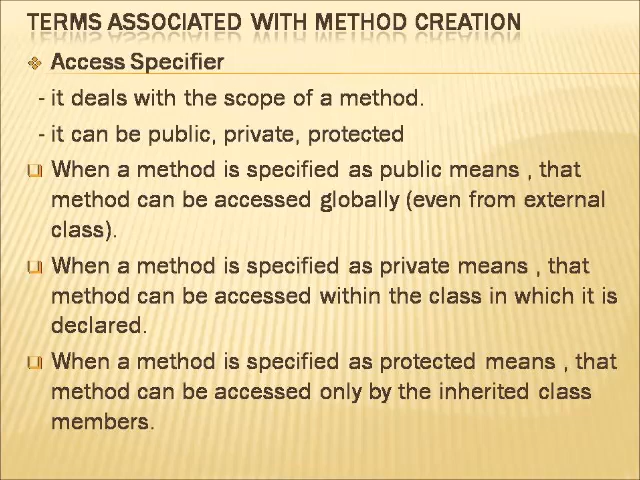 TERMS ASSOCIATED WITH METHOD CREATION
Access Specifier
- it deals with the scope of a method.
- it can be public, private, protected
When a method is specified as public means , that
method can be accessed globally (even from external
class).
When a method is specified as private means , that
method can be accessed within the class in which it is
declared.
When a method is specified as protected means , that
method can be accessed only by the inherited class
members.